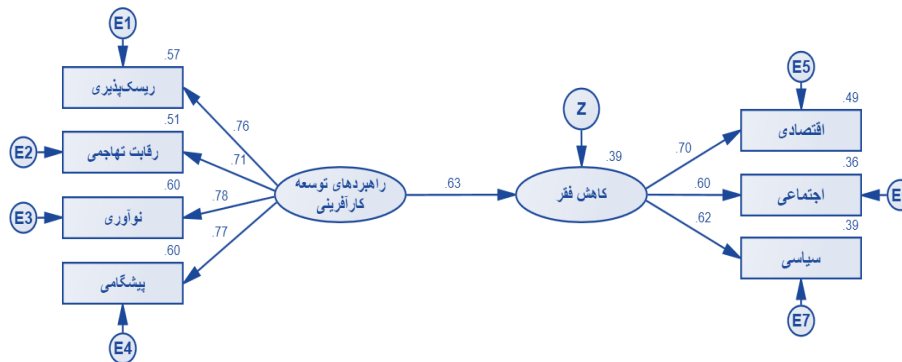 E1
.57
ریسک‌پذیری
.76
E2
.51
رقابت تهاجمی
.71
E3
.60
نوآوری
.78
.60
پیشگامی
.77
E4
راهبردهای توسعه
کارآفرینی
.63
Z
.39
کاهش فقر
E5
.49
اقتصادی
.70
.36
اجتماعی
.60
E
.39
سیاسی
.62
E7